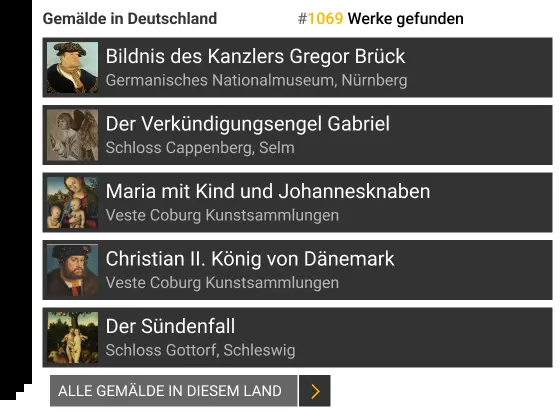 Gemälde in Deutschland #1069 Werke gefunden
Bildnis des Kanzlers Gregor Brück
Germanisches Nationalmuseum, Nürnberg
Der Verkündigungsengel Gabriel
Schloss Cappenberg, Selm
Maria mit Kind und Johannesknaben
Veste Coburg Kunstsammlungen
Christian II. König von Dänemark
Veste Coburg Kunstsammlungen
Der Sündenfall
Schloss Gottorf, Schleswig
ALLE GEMÄLDE IN DIESEM LAND